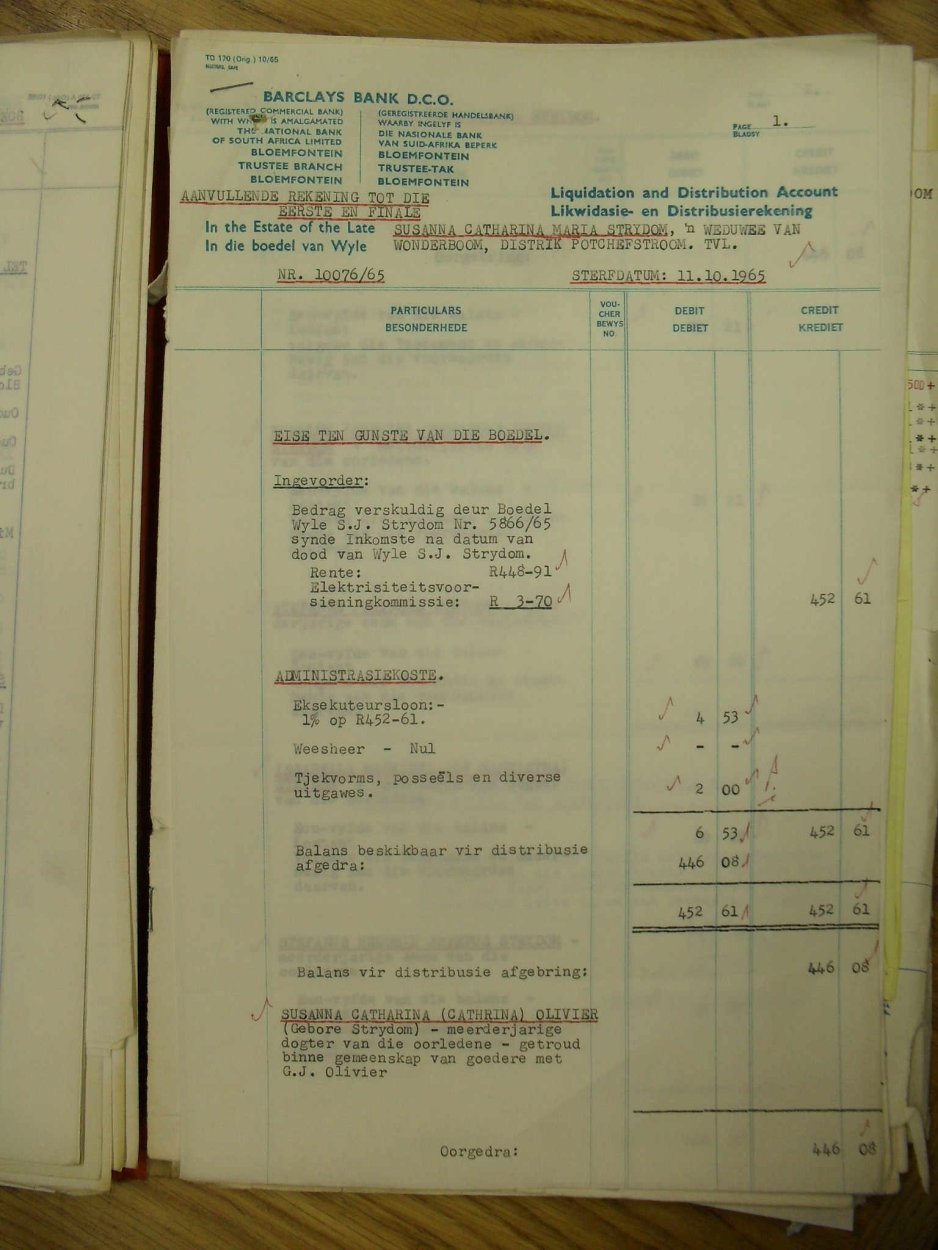 TD 170 (Orig.) 10/65
BARCLAYS BANK D.C.O.
(REGISTERED COMMERCIAL BANK)
WITH WHICH IS AMALGAMATED
THE NATIONAL BANK
OF SOUTH AFRICA LIMITED
BLOEMFONTEIN
TRUSTEE BRANCH
BLOEMFONTEIN
(GEREGISTREERDE HANDELSBANK)
WAARBY INGELYF IS
DIE NASIONALE BANK
VAN SUID-AFRIKA BEPERK
BLOEMFONTEIN
TRUSTEE-TAK
BLOEMFONTEIN
PAGE 1.
BLADSY
AANVULLENDE REKENING TOT DIE
EERSTE EN FINALE
Liquidation and Distribution Account
Likwidasie- en Distribusierekening
In the Estate of the Late SUSANNA CATHARINA MARIA STRYDOM, 'n WEDUWEE VAN
In die boedel van Wyle WONDERBOOM, DISTRIK POTCHEFSTROOM. TVL.
NR. 10076/65 STERFDATUM: 11.10.1965
PARTICULARS
BESONDERHEDE
VOU-
CHER
BEWYS
NO.
DEBIT
DEBIET
CREDIT
KREDIET
EISE TEN GUNSTE VAN DIE BOEDEL.
Ingevorder:
Bedrag verskuldig deur Boedel
Wyle S.J. Strydom Nr. 5866/65
synde Inkomste na datum van
dood van Wyle S.J. Strydom.
Rente: R448-91
Elektrisiteitsvoor-
sieningkommissie: R 3-70 452 61
ADMINISTRASIEKOSTE.
Eksekuteursloon:-
1% op R452-61. 4 53
Weesheer - Nul - -
Tjekvorms, posseëls en diverse
uitgawes. 2 00
6 53 452 61
Balans beskikbaar vir distribusie
afgedra: 446 08
452 61 452 61
Balans vir distribusie afgebring: 446 08
SUSANNA CATHARINA (CATHRINA) OLIVIER
(Gebore Strydom) - meerderjarige
dogter van die oorledene - getroud
binne gemeenskap van goedere met
G.J. Olivier
Oorgedra: 446 08